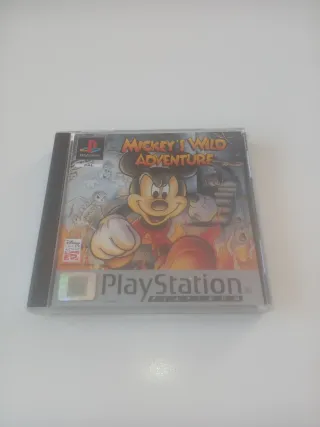 MICKEY'S WILD
ADVENTURE
PlayStation
PLATINUM